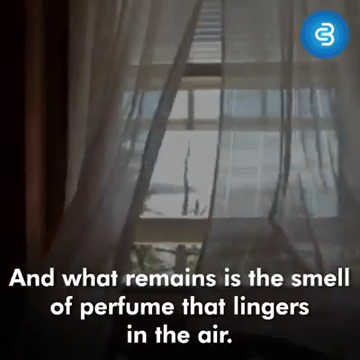 And what remains is the smell
of perfume that lingers
in the air.